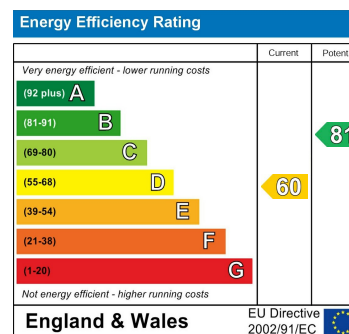 Energy Efficiency Rating
Current Potent
Very energy efficient - lower running costs
(92 plus) A
(81-91) B
81
(69-80) C
(55-68) D
60
(39-54) E
(21-38) F
(1-20) G
Not energy efficient - higher running costs
England & Wales
EU Directive
2002/91/EC